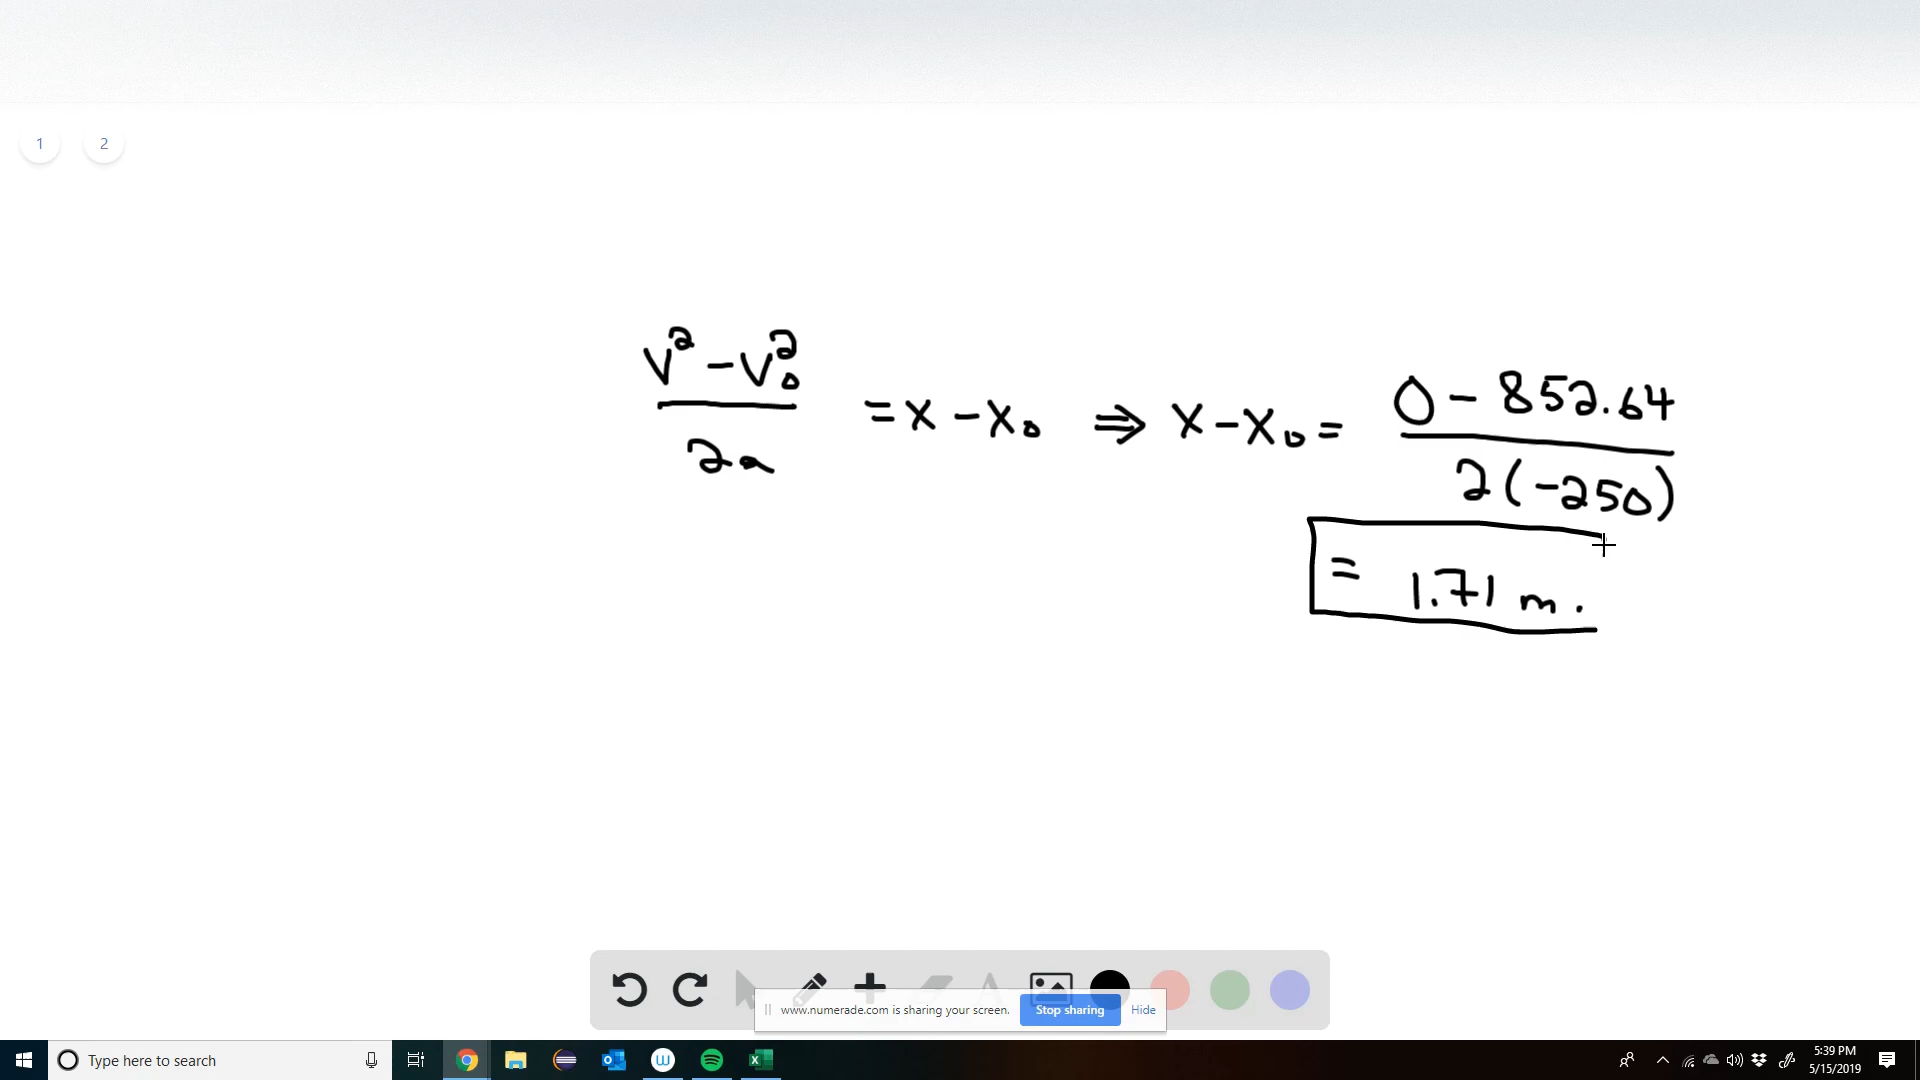 1 2
v² - v₀² / 2a = x - x₀ ⇒ x - x₀ = 0 - 852.64 / 2(-250)
= 1.71 m.
www.numerade.com is sharing your screen. Stop sharing Hide
Type here to search
5:39 PM
5/15/2019